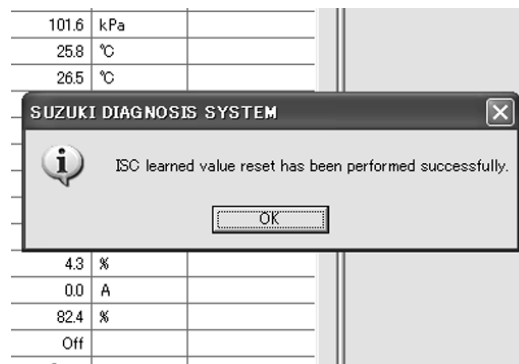 101.6 kPa
25.8 ℃
26.5 ℃
SUZUKI DIAGNOSIS SYSTEM
ISC learned value reset has been performed successfully.
OK
4.3 %
0.0 A
82.4 %
Off